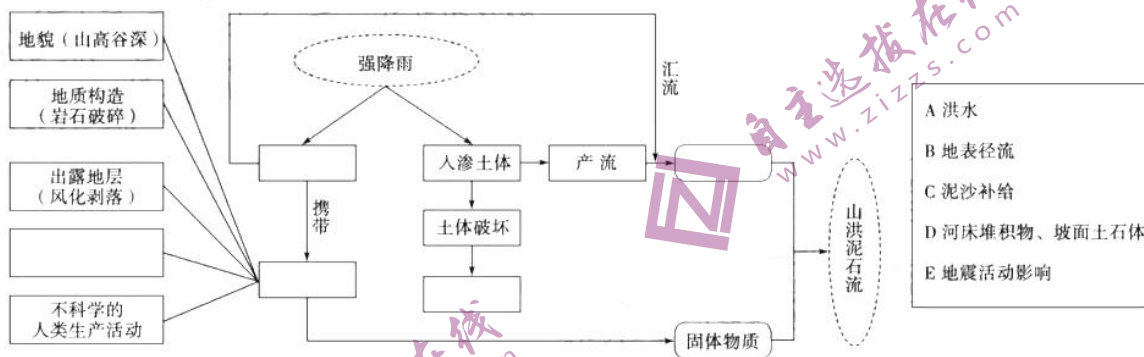 地貌（山高谷深）
地质构造
（岩石破碎）
出露地层
（风化剥落）
不科学的
人类生产活动
强降雨
携带
入渗土体
产流
土体破坏
汇流
固体物质
山洪泥石流
A 洪水
B 地表径流
C 泥沙补给
D 河床堆积物、坡面土石体
E 地震活动影响
自主选拔在
www.zizzs.com
在线